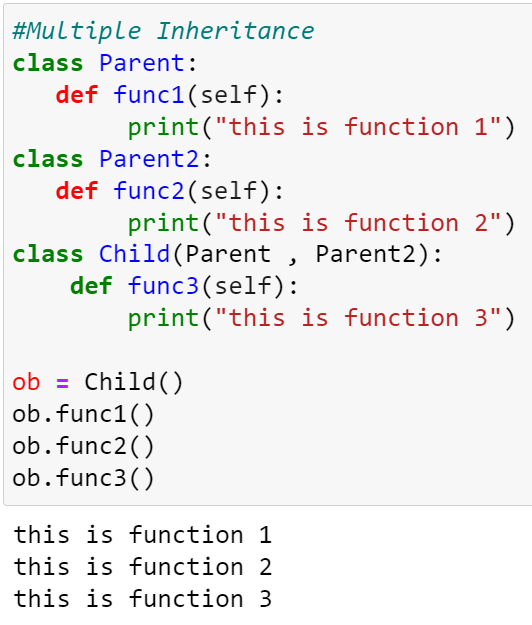 #Multiple Inheritance
class Parent:
   def func1(self):
        print("this is function 1")
class Parent2:
   def func2(self):
        print("this is function 2")
class Child(Parent , Parent2):
    def func3(self):
        print("this is function 3")

ob = Child()
ob.func1()
ob.func2()
ob.func3()
this is function 1
this is function 2
this is function 3